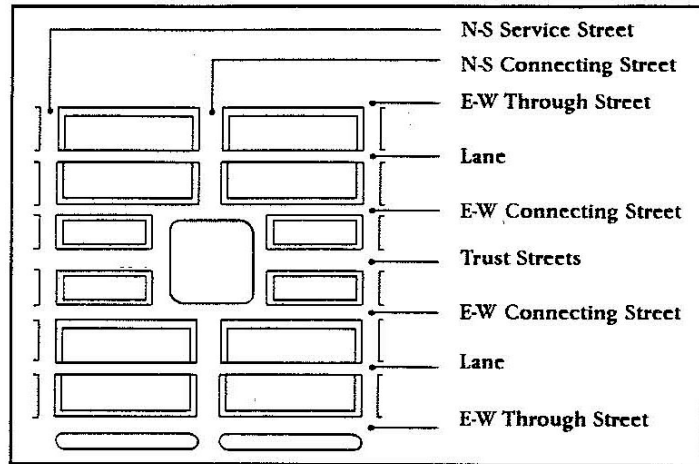 N-S Service Street
N-S Connecting Street
E-W Through Street
Lane
E-W Connecting Street
Trust Streets
E-W Connecting Street
Lane
E-W Through Street